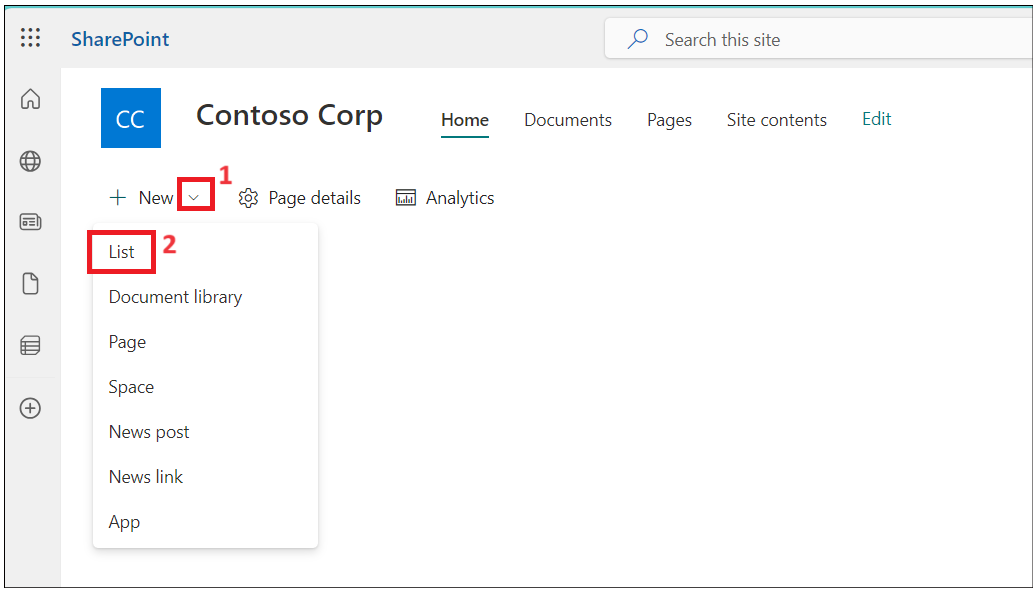 SharePoint
Search this site
CC
Contoso Corp
Home Documents Pages Site contents Edit
1
+ New Page details Analytics
List 2
Document library
Page
Space
News post
News link
App